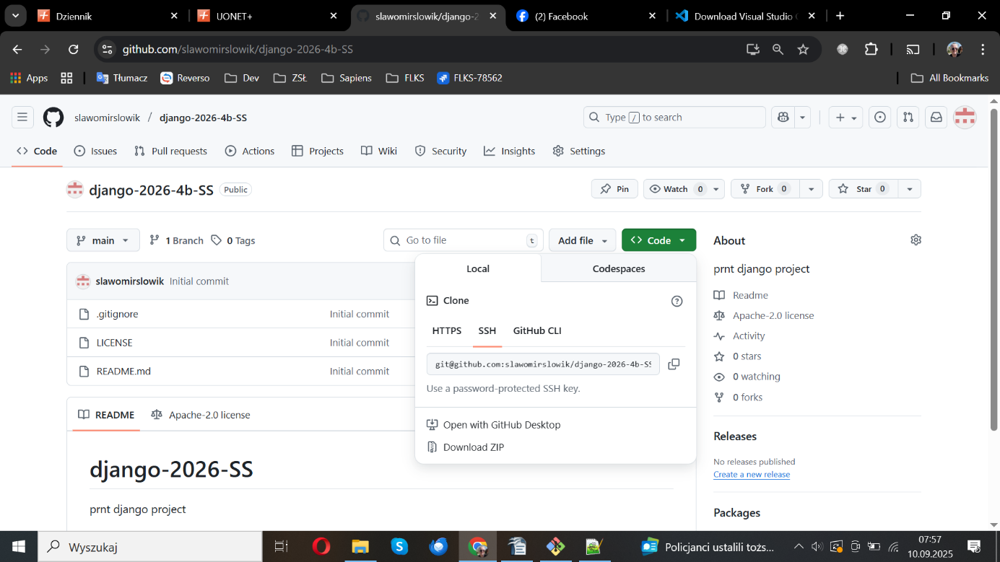 Dziennik
UONET+
slawomirslowik/django-2
(2) Facebook
Download Visual Studio
github.com/slawomirslowik/django-2026-4b-SS
Apps
Tłumacz
Reverso
Dev
ZSŁ
Sapiens
FLKS
FLKS-78562
All Bookmarks
slawomirslowik / django-2026-4b-SS
Type / to search
Code
Issues
Pull requests
Actions
Projects
Wiki
Security
Insights
Settings
django-2026-4b-SS Public
Pin
Watch 0
Fork 0
Star 0
main
1 Branch
0 Tags
Go to file t
Add file
Code
About
Local
Codespaces
prnt django project
slawomirslowik Initial commit
Readme
Clone
.gitignore Initial commit
Apache-2.0 license
HTTPS
SSH
GitHub CLI
Activity
LICENSE Initial commit
0 stars
git@github.com:slawomirslowik/django-2026-4b-SS
README.md Initial commit
0 watching
Use a password-protected SSH key.
0 forks
README
Apache-2.0 license
Open with GitHub Desktop
Releases
Download ZIP
No releases published
django-2026-SS
Create a new release
prnt django project
Packages
Wyszukaj
Policjanci ustalili tożs...
07:57
10.09.2025